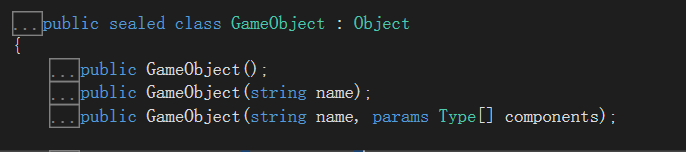 ...public sealed class GameObject : Object
{
...public GameObject();
...public GameObject(string name);
...public GameObject(string name, params Type[] components);